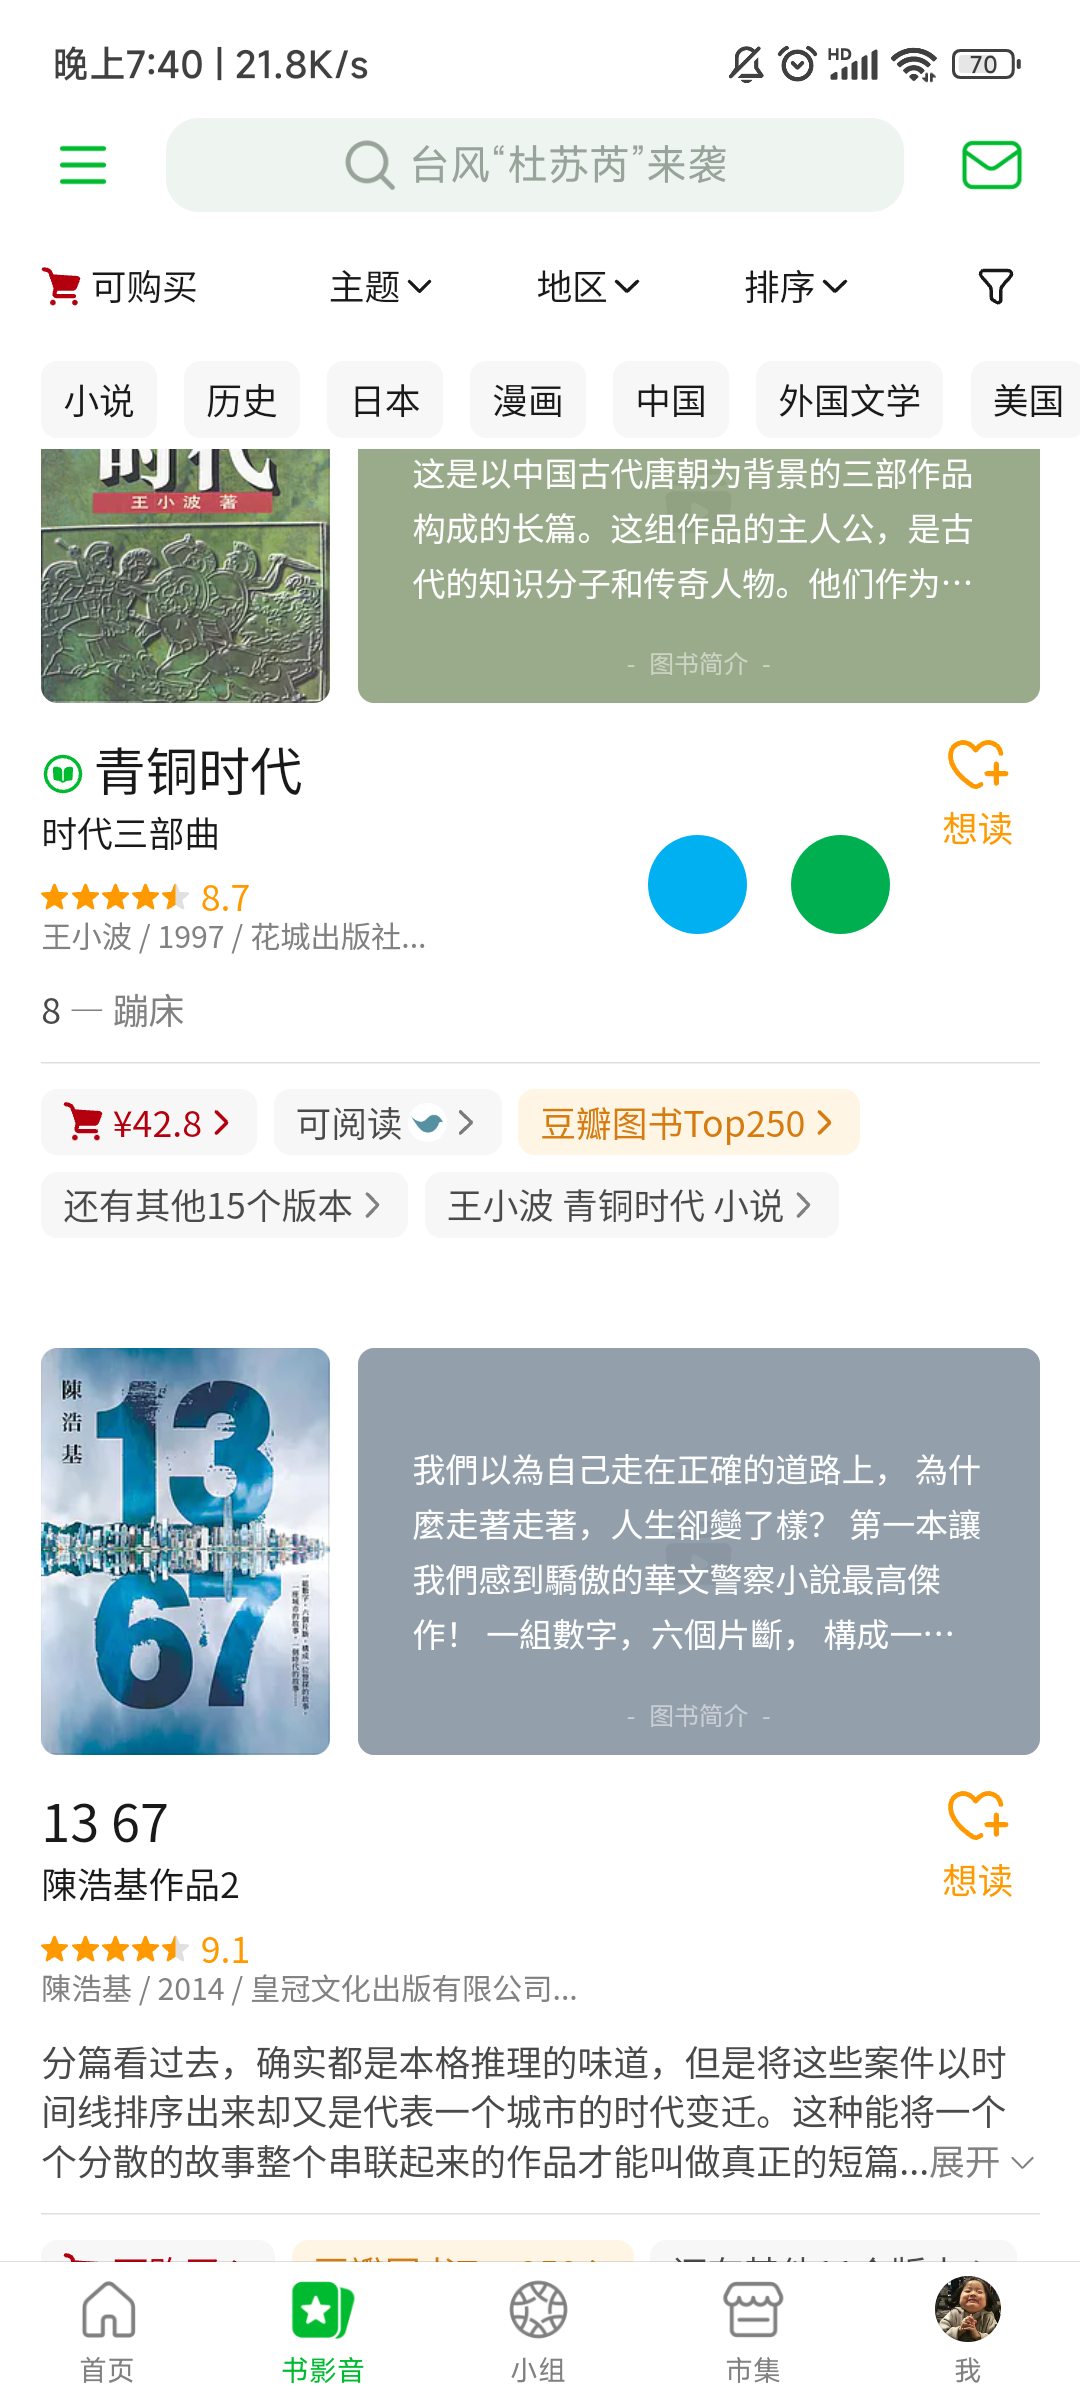 晚上7:40 | 21.8K/s
HD
70
台风“杜苏芮”来袭
可购买
主题
地区
排序
小说
历史
日本
漫画
中国
外国文学
美国
时代
王小波 著
这是以中国古代唐朝为背景的三部作品
构成的长篇。这组作品的主人公，是古
代的知识分子和传奇人物。他们作为…
- 图书简介 -
青铜时代
想读
时代三部曲
8.7
王小波 / 1997 / 花城出版社...
8 — 蹦床
¥42.8
可阅读
豆瓣图书Top250
还有其他15个版本
王小波 青铜时代 小说
陳浩基
13
67
我們以為自己走在正確的道路上， 為什
麼走著走著，人生卻變了樣？ 第一本讓
我們感到驕傲的華文警察小說最高傑
作！ 一組數字，六個片斷， 構成一…
- 图书简介 -
13 67
想读
陳浩基作品2
9.1
陳浩基 / 2014 / 皇冠文化出版有限公司...
分篇看过去，确实都是本格推理的味道，但是将这些案件以时
间线排序出来却又是代表一个城市的时代变迁。这种能将一个
个分散的故事整个串联起来的作品才能叫做真正的短篇...展开
首页
书影音
小组
市集
我